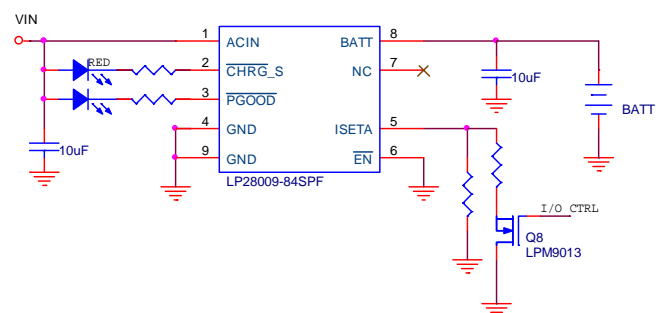 VIN
1 ACIN BATT 8
RED
2 CHRG_S NC 7
10uF
3 PGOOD
BATT
4 GND ISETA 5
9 GND EN 6
10uF
LP28009-84SPF
I/O CTRL
Q8
LPM9013